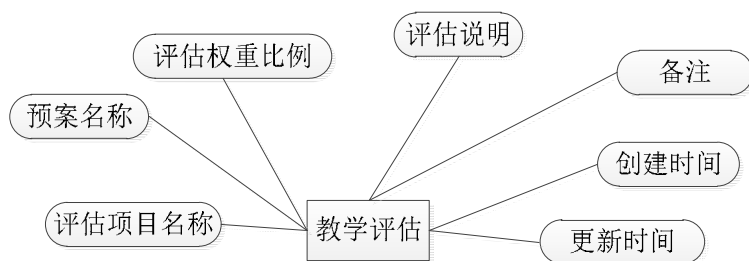 评估说明
评估权重比例
备注
预案名称
创建时间
评估项目名称
教学评估
更新时间